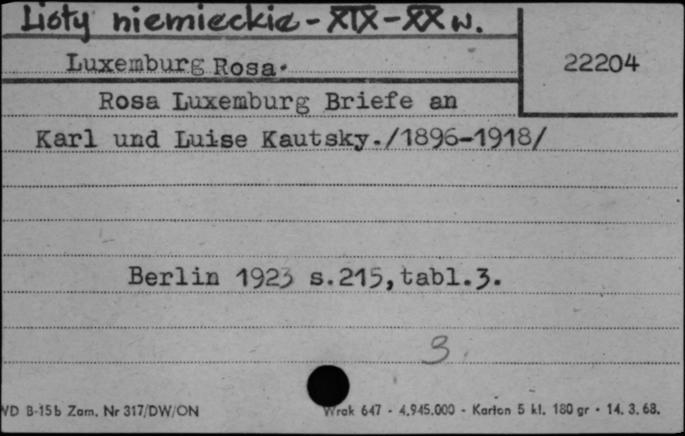 Listy niemieckie - XIX - XX w.
Luxemburg Rosa.
22204
Rosa Luxemburg Briefe an
Karl und Luise Kautsky./1896-1918/
Berlin 1923 s.215,tabl.3.
3
WD B-15b Zam. Nr 317/DW/ON
Wrak 647 - 4.945.000 - Karton 5 kl. 180 gr - 14. 3. 68.